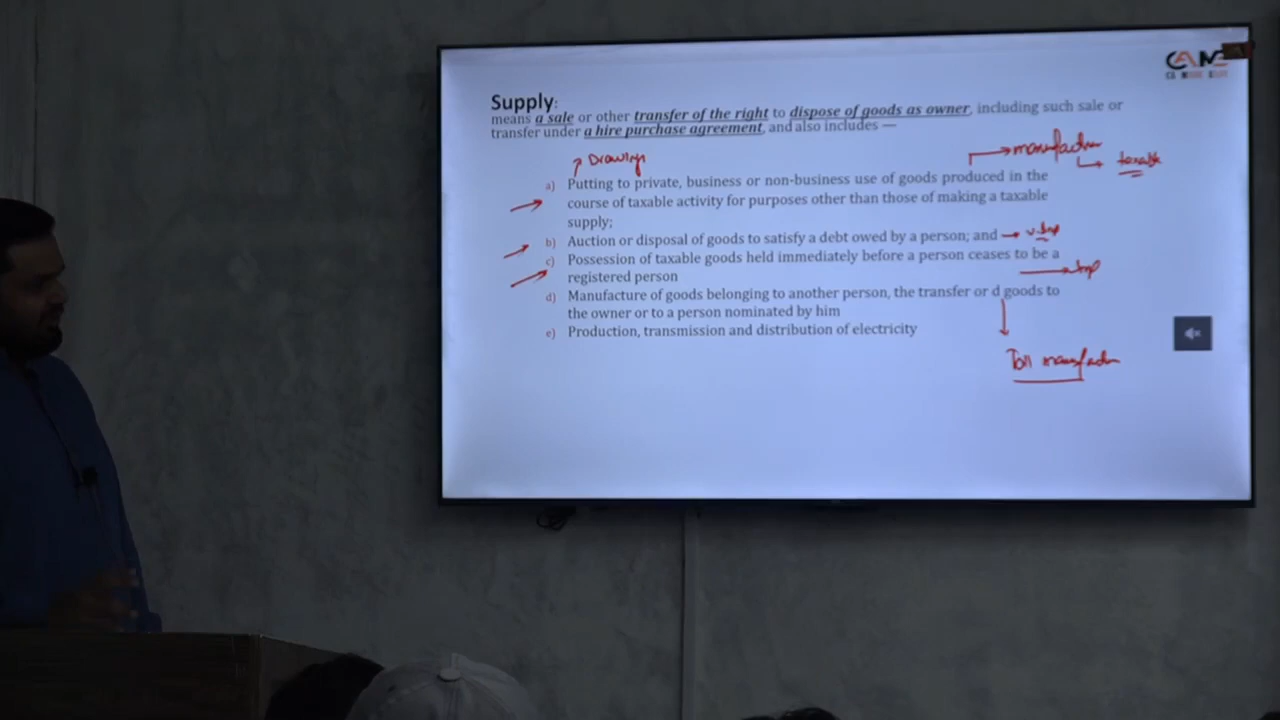 Supply:
means a sale or other transfer of the right to dispose of goods as owner, including such sale or
transfer under a hire purchase agreement, and also includes —
Drawings
manufacture
taxable
a) Putting to private, business or non-business use of goods produced in the
course of taxable activity for purposes other than those of making a taxable
supply;
b) Auction or disposal of goods to satisfy a debt owed by a person; and
c) Possession of taxable goods held immediately before a person ceases to be a
registered person
d) Manufacture of goods belonging to another person, the transfer or d goods to
the owner or to a person nominated by him
e) Production, transmission and distribution of electricity
Toll manufacture